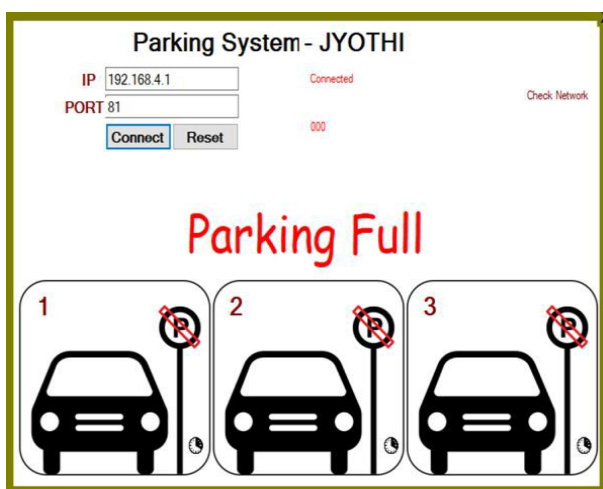 Parking System - JYOTHI
IP 192.168.4.1
Connected
PORT 81
Check Network
Connect Reset
000
Parking Full
1 2 3
P P P